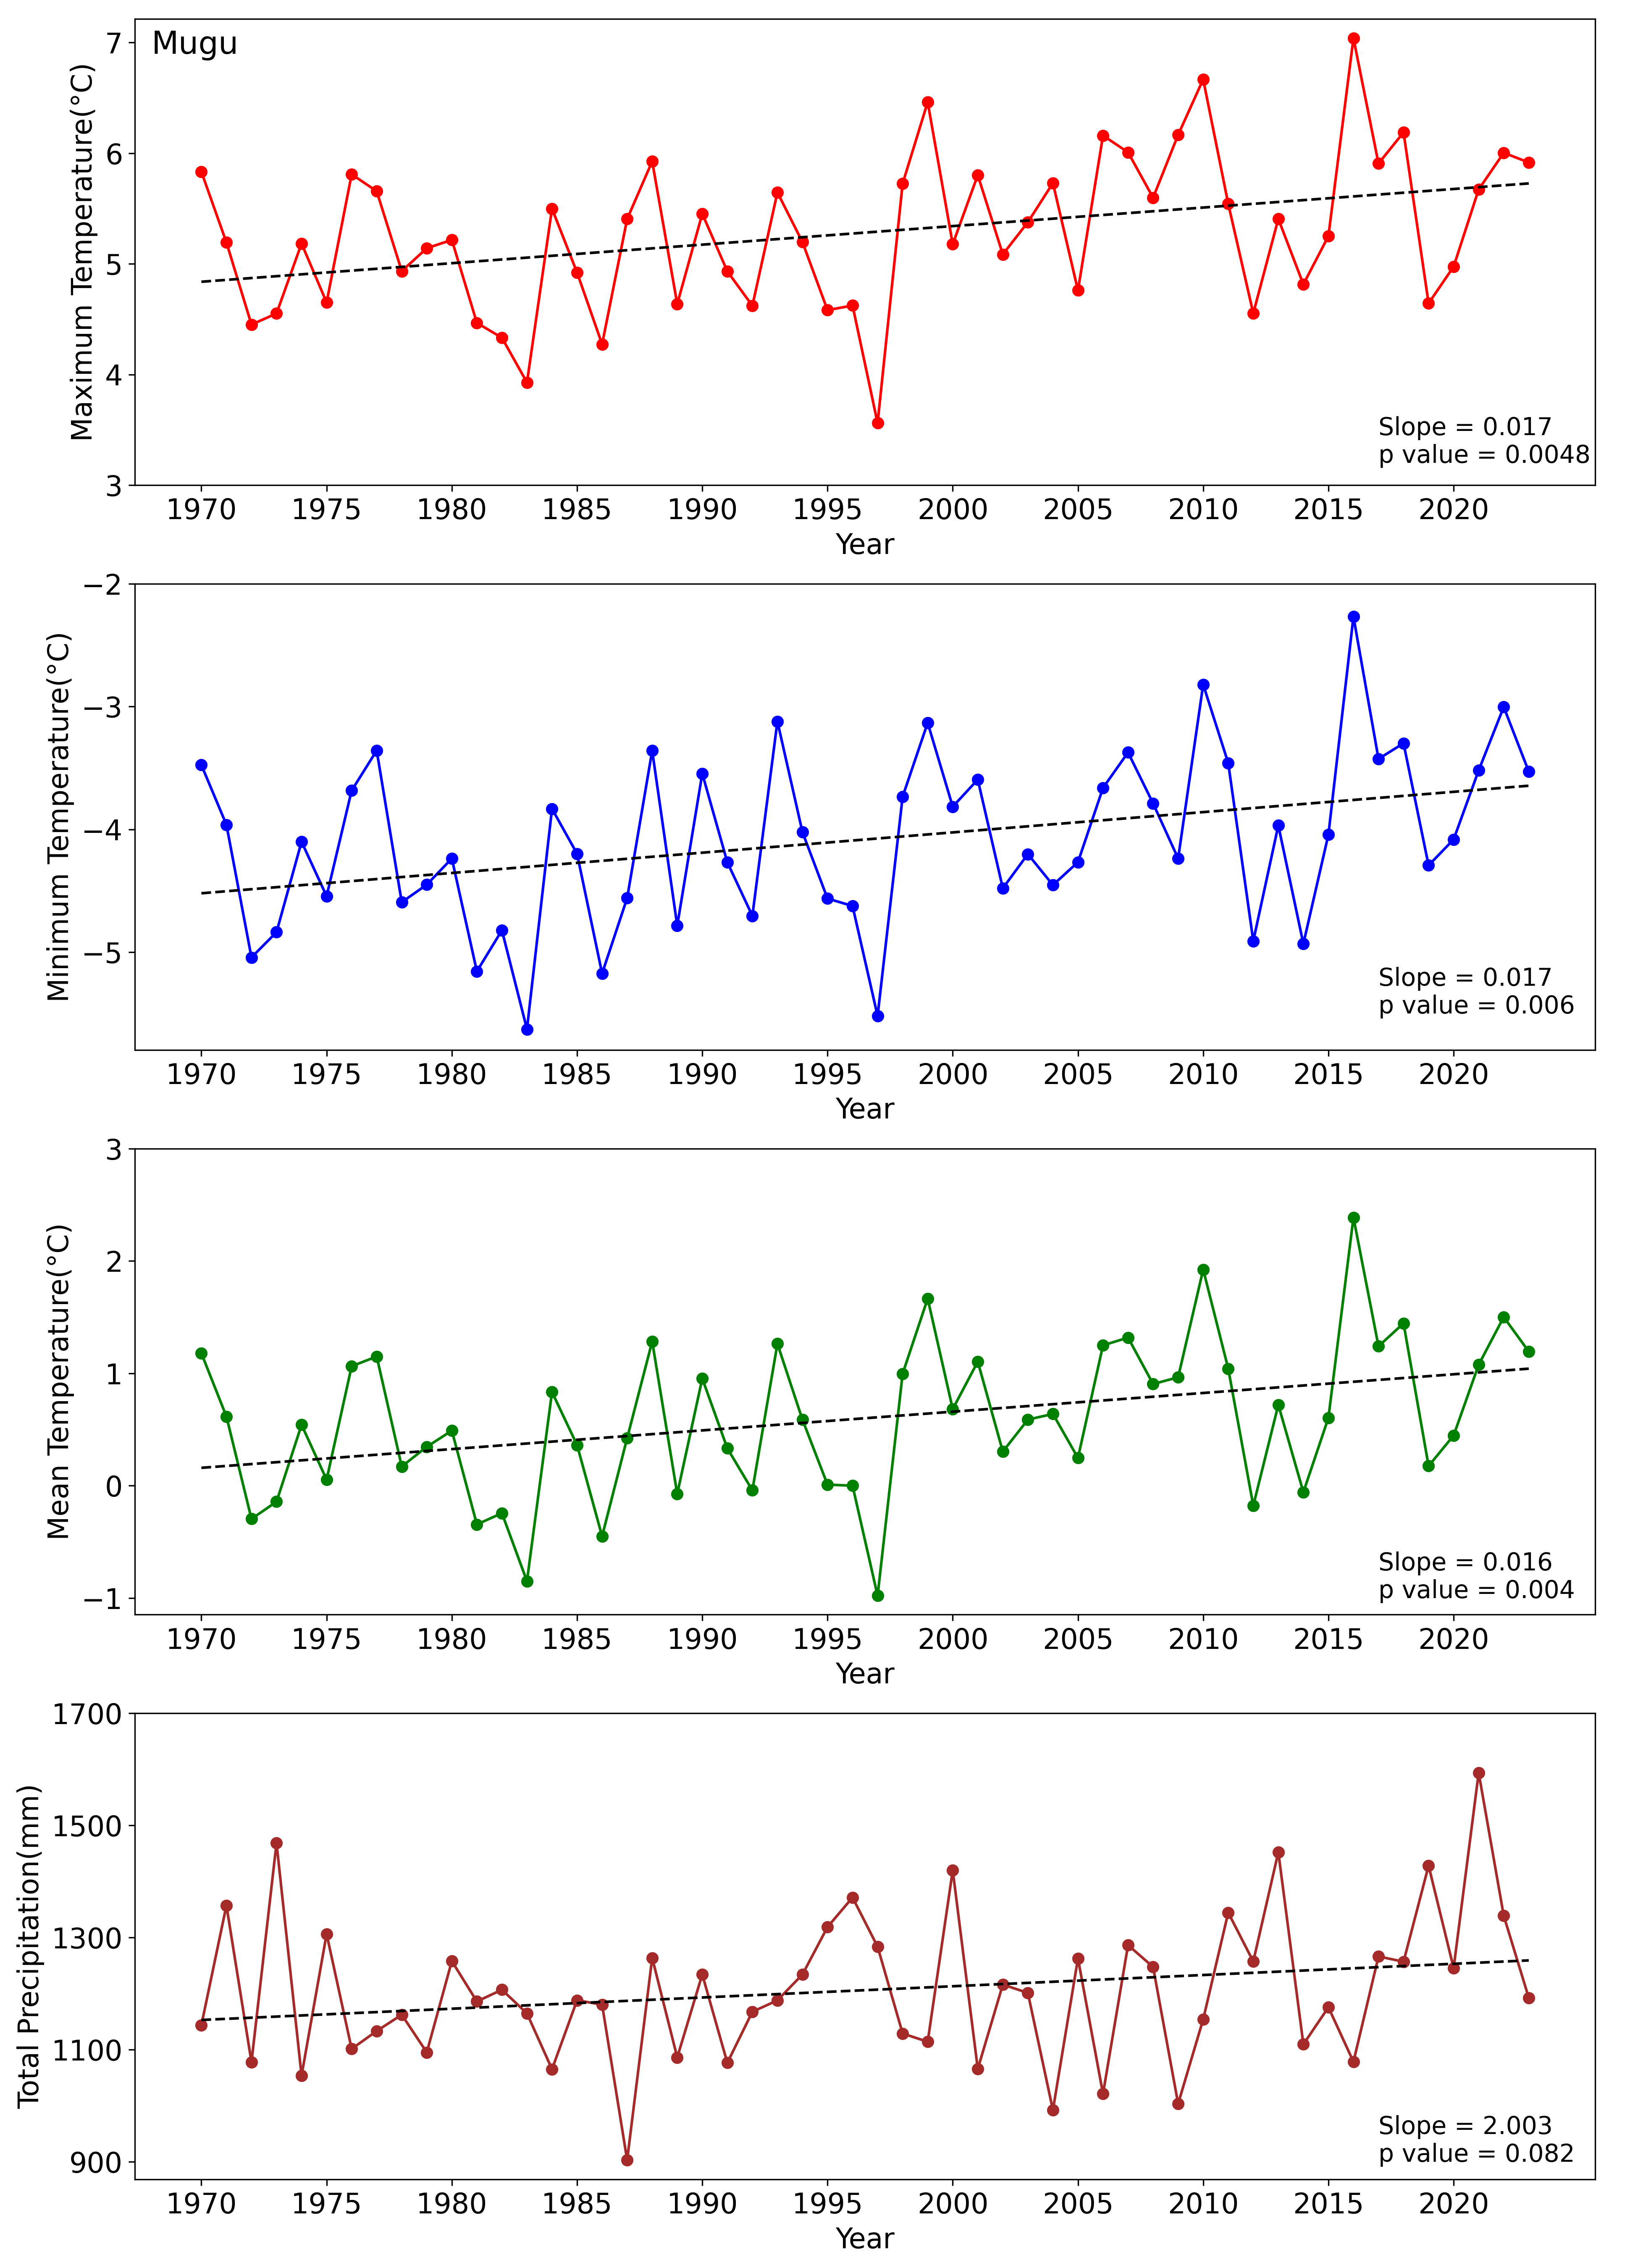 Mugu
Maximum Temperature(°C)
7
6
5
4
3
Slope = 0.017
p value = 0.0048
1970 1975 1980 1985 1990 1995 2000 2005 2010 2015 2020
Year
Minimum Temperature(°C)
−2
−3
−4
−5
Slope = 0.017
p value = 0.006
1970 1975 1980 1985 1990 1995 2000 2005 2010 2015 2020
Year
Mean Temperature(°C)
3
2
1
0
−1
Slope = 0.016
p value = 0.004
1970 1975 1980 1985 1990 1995 2000 2005 2010 2015 2020
Year
Total Precipitation(mm)
1700
1500
1300
1100
900
Slope = 2.003
p value = 0.082
1970 1975 1980 1985 1990 1995 2000 2005 2010 2015 2020
Year